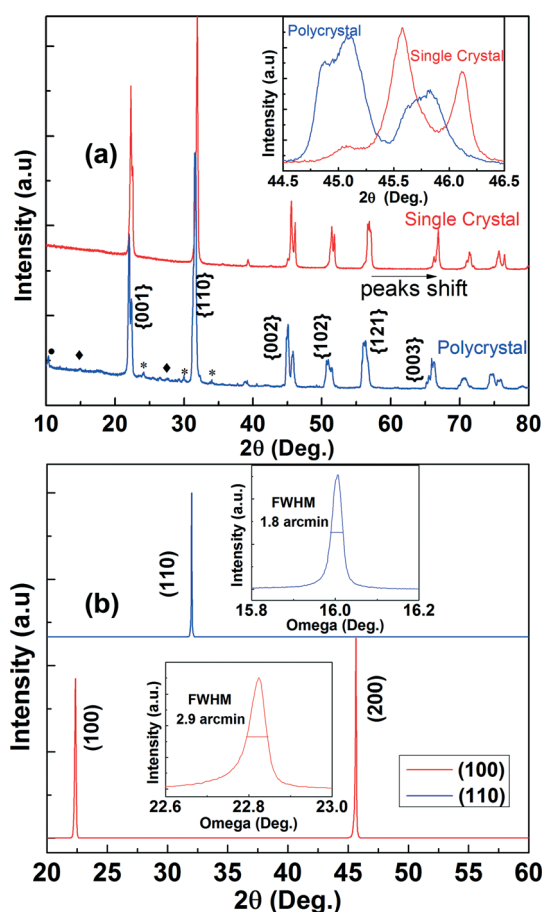 Polycrystal
Single Crystal
Intensity (a.u)
44.5 45.0 45.5 46.0 46.5
2θ (Deg.)
(a)
Intensity (a.u)
Single Crystal
peaks shift
{001}
{110}
{002}
{102}
{121}
{003}
Polycrystal
● ♦ * * ♦ *
10 20 30 40 50 60 70 80
2θ (Deg.)
FWHM
1.8 arcmin
Intensity (a.u.)
15.8 16.0 16.2
Omega (Deg.)
(110)
(b)
Intensity (a.u)
FWHM
2.9 arcmin
Intensity (a.u.)
22.6 22.8 23.0
Omega (Deg.)
(100)
(200)
(100)
(110)
20 25 30 35 40 45 50 55 60
2θ (Deg.)